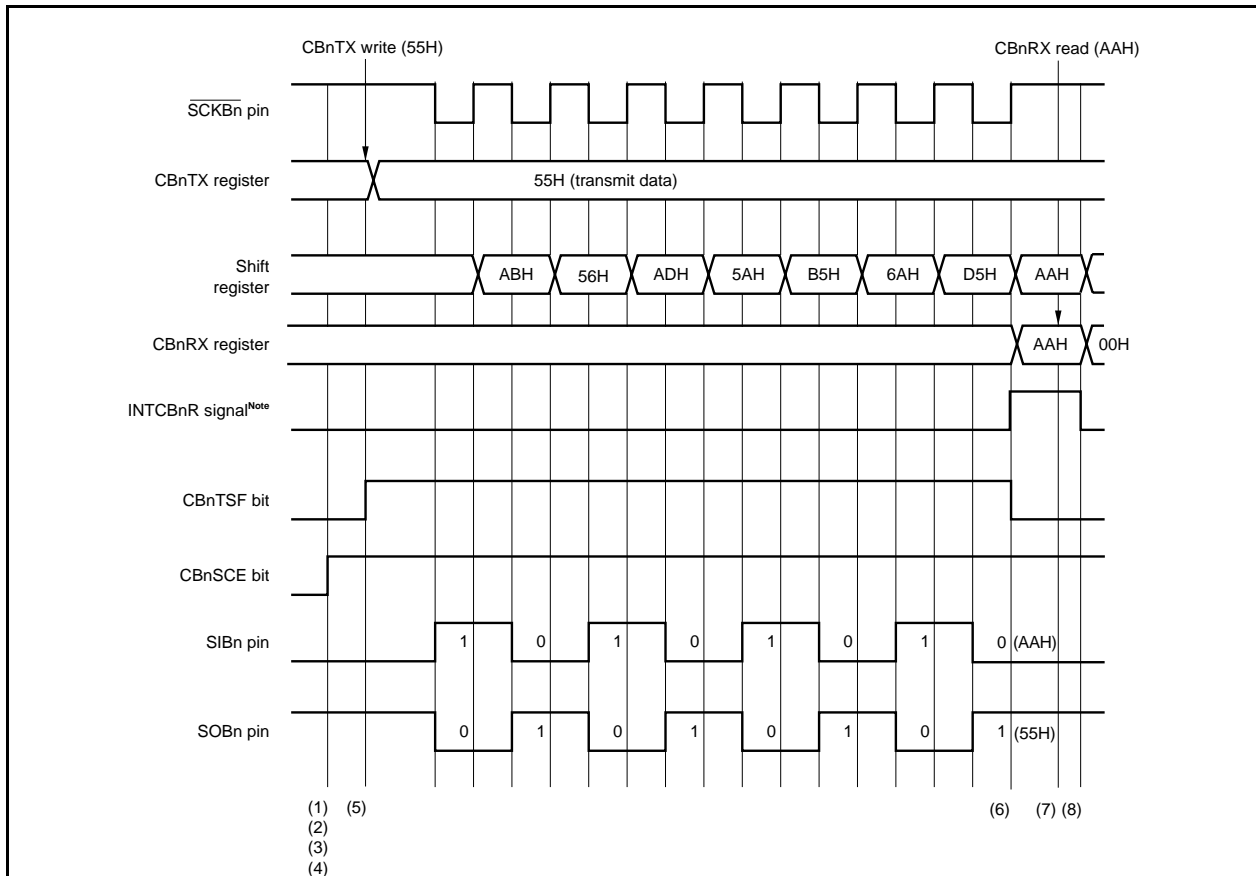 CBnTX write (55H) CBnRX read (AAH)
SCKBn pin
CBnTX register 55H (transmit data)
Shift
register
ABH 56H ADH 5AH B5H 6AH D5H AAH
CBnRX register AAH 00H
INTCBnR signalNote
CBnTSF bit
CBnSCE bit
SIBn pin 1 0 1 0 1 0 1 0 (AAH)
SOBn pin 0 1 0 1 0 1 0 1 (55H)
(1) (5) (6) (7) (8)
(2)
(3)
(4)